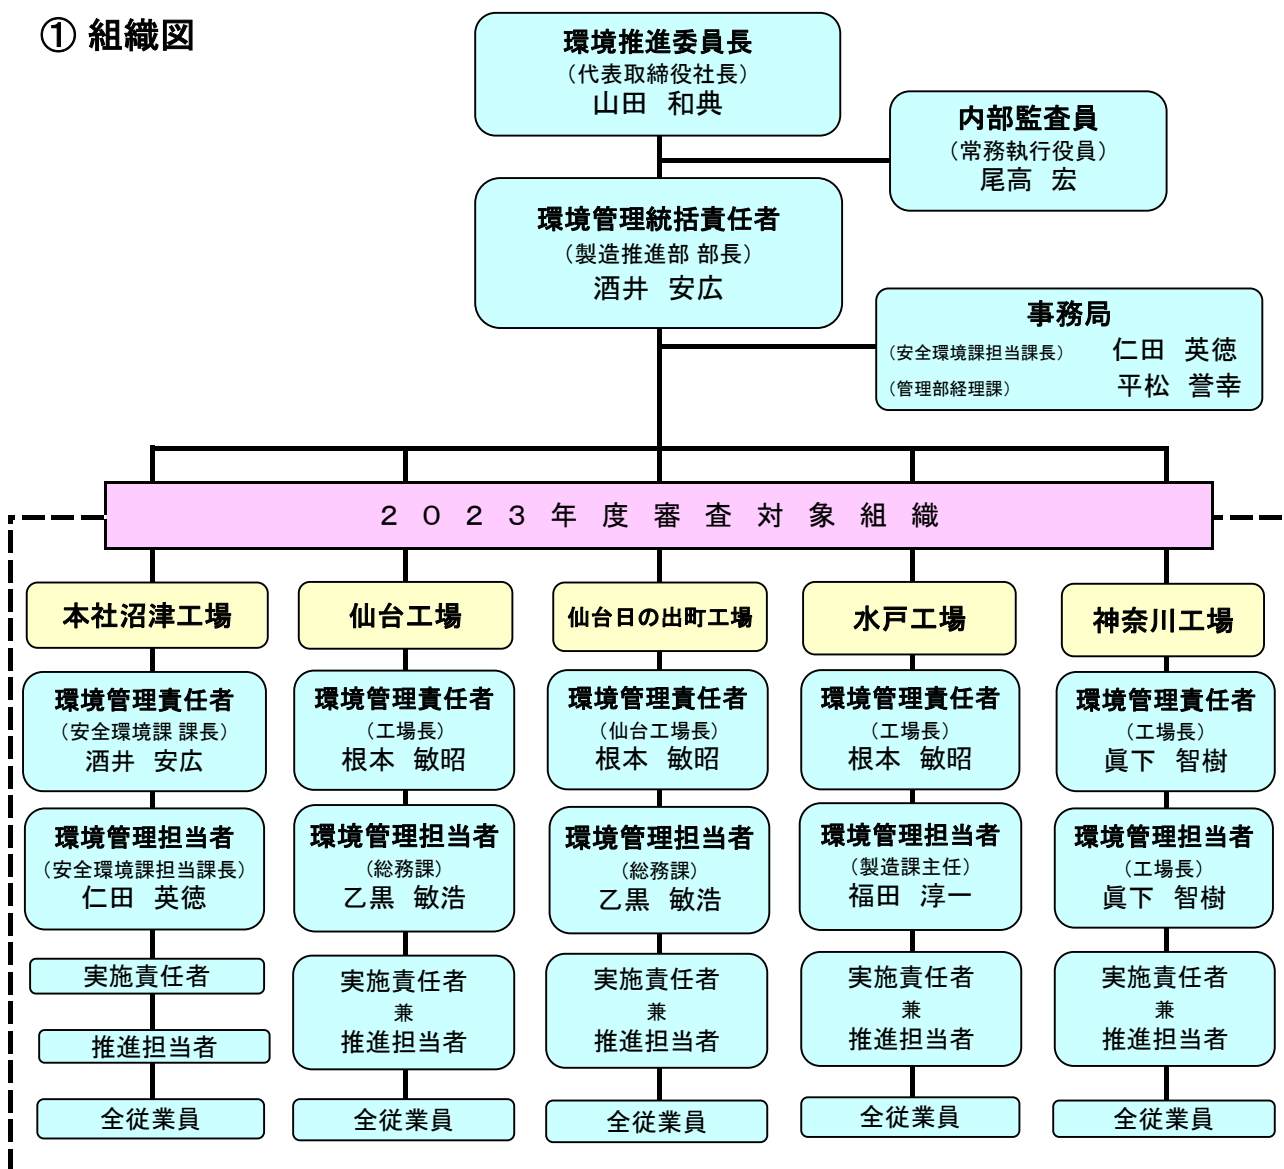 ① 組織図
環境推進委員長
（代表取締役社長）
山田 和典
内部監査員
（常務執行役員）
尾高 宏
環境管理統括責任者
（製造推進部 部長）
酒井 安広
事務局
（安全環境課担当課長） 仁田 英徳
（管理部経理課） 平松 誉幸
２０２３年度審査対象組織
本社沼津工場
環境管理責任者
（安全環境課 課長）
酒井 安広
環境管理担当者
（安全環境課担当課長）
仁田 英徳
実施責任者
推進担当者
全従業員
仙台工場
環境管理責任者
（工場長）
根本 敏昭
環境管理担当者
（総務課）
乙黒 敏浩
実施責任者
兼
推進担当者
全従業員
仙台日の出町工場
環境管理責任者
（仙台工場長）
根本 敏昭
環境管理担当者
（総務課）
乙黒 敏浩
実施責任者
兼
推進担当者
全従業員
水戸工場
環境管理責任者
（工場長）
根本 敏昭
環境管理担当者
（製造課主任）
福田 淳一
実施責任者
兼
推進担当者
全従業員
神奈川工場
環境管理責任者
（工場長）
眞下 智樹
環境管理担当者
（工場長）
眞下 智樹
実施責任者
兼
推進担当者
全従業員